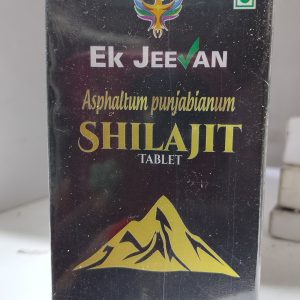 Ek JEEVAN
Asphaltum punjabianum
SHILAJIT
TABLET